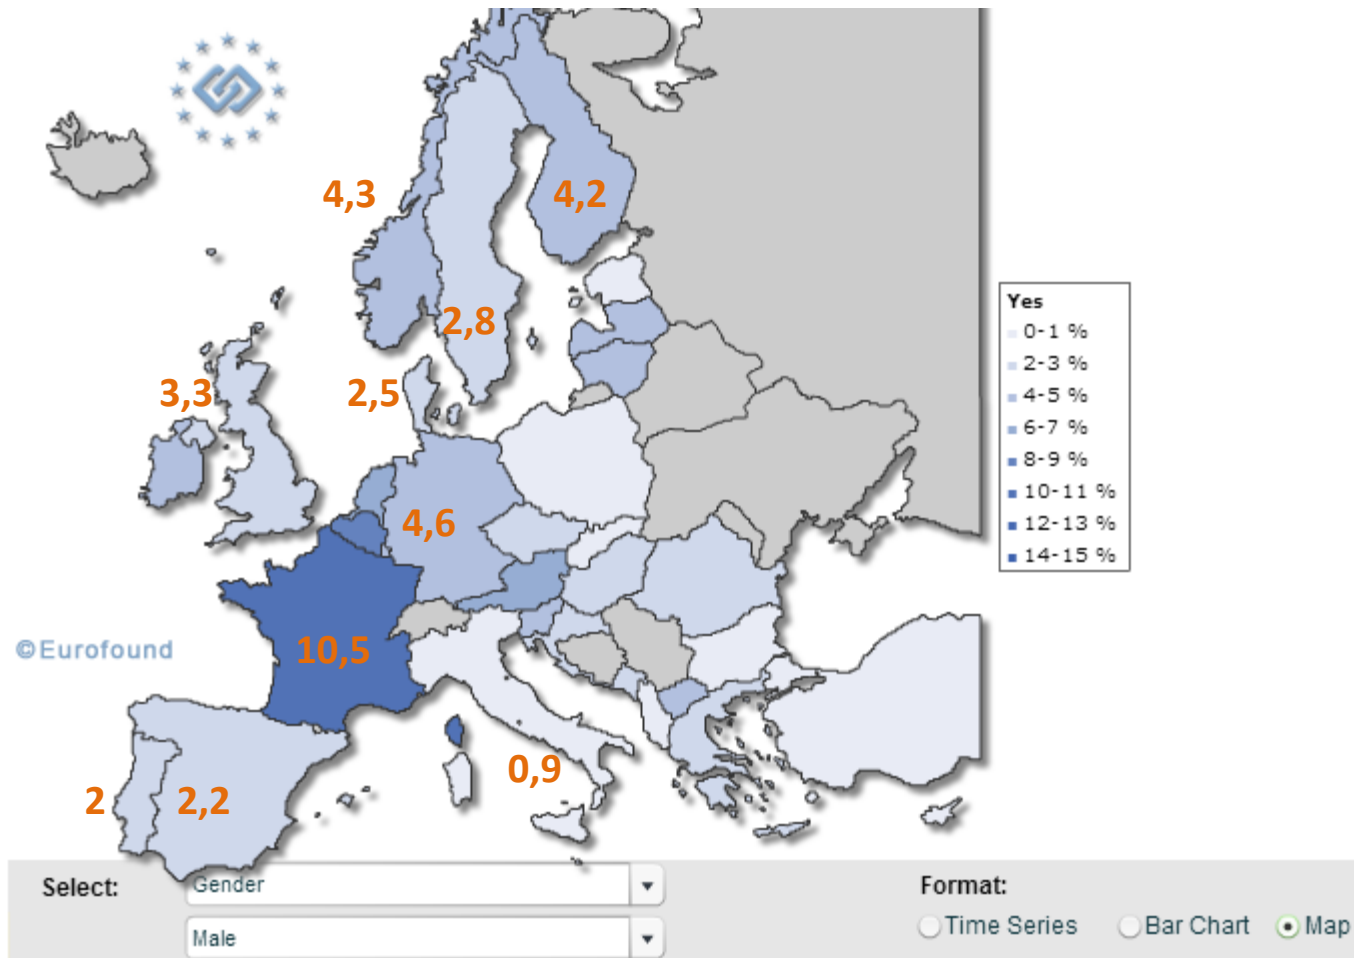 4,3
4,2
2,8
3,3
2,5
Yes
0-1 %
2-3 %
4-5 %
6-7 %
8-9 %
10-11 %
12-13 %
14-15 %
4,6
10,5
©Eurofound
0,9
2
2,2
Select:
Gender
Male
Format:
Time Series
Bar Chart
Map